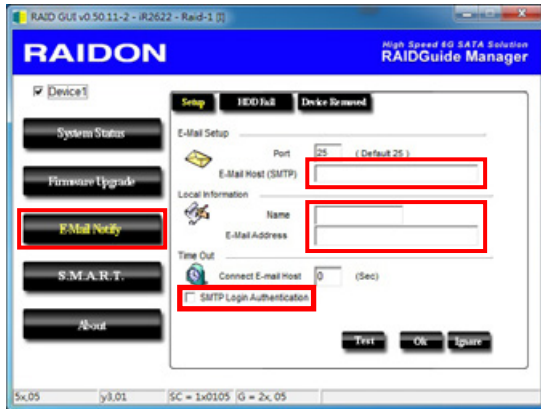 RAID GUI v0.50.11-2 - iR2622 - Raid-1 []
RAIDON
High Speed 6G SATA Solution
RAIDGuide Manager
Device1
System Status
Firmware Upgrade
E-Mail Notify
S.M.A.R.T.
About
Setup HDD Fail Device Removed
E-Mail Setup
Port 25 ( Default 25 )
E-Mail Host (SMTP)
Local Information
Name
E-Mail Address
Time Out
Connect E-mail Host 0 (Sec)
SMTP Login Authentication
Test Ok Ignore
5x,05 y3,01 SC = 1x0105 G = 2x, 05